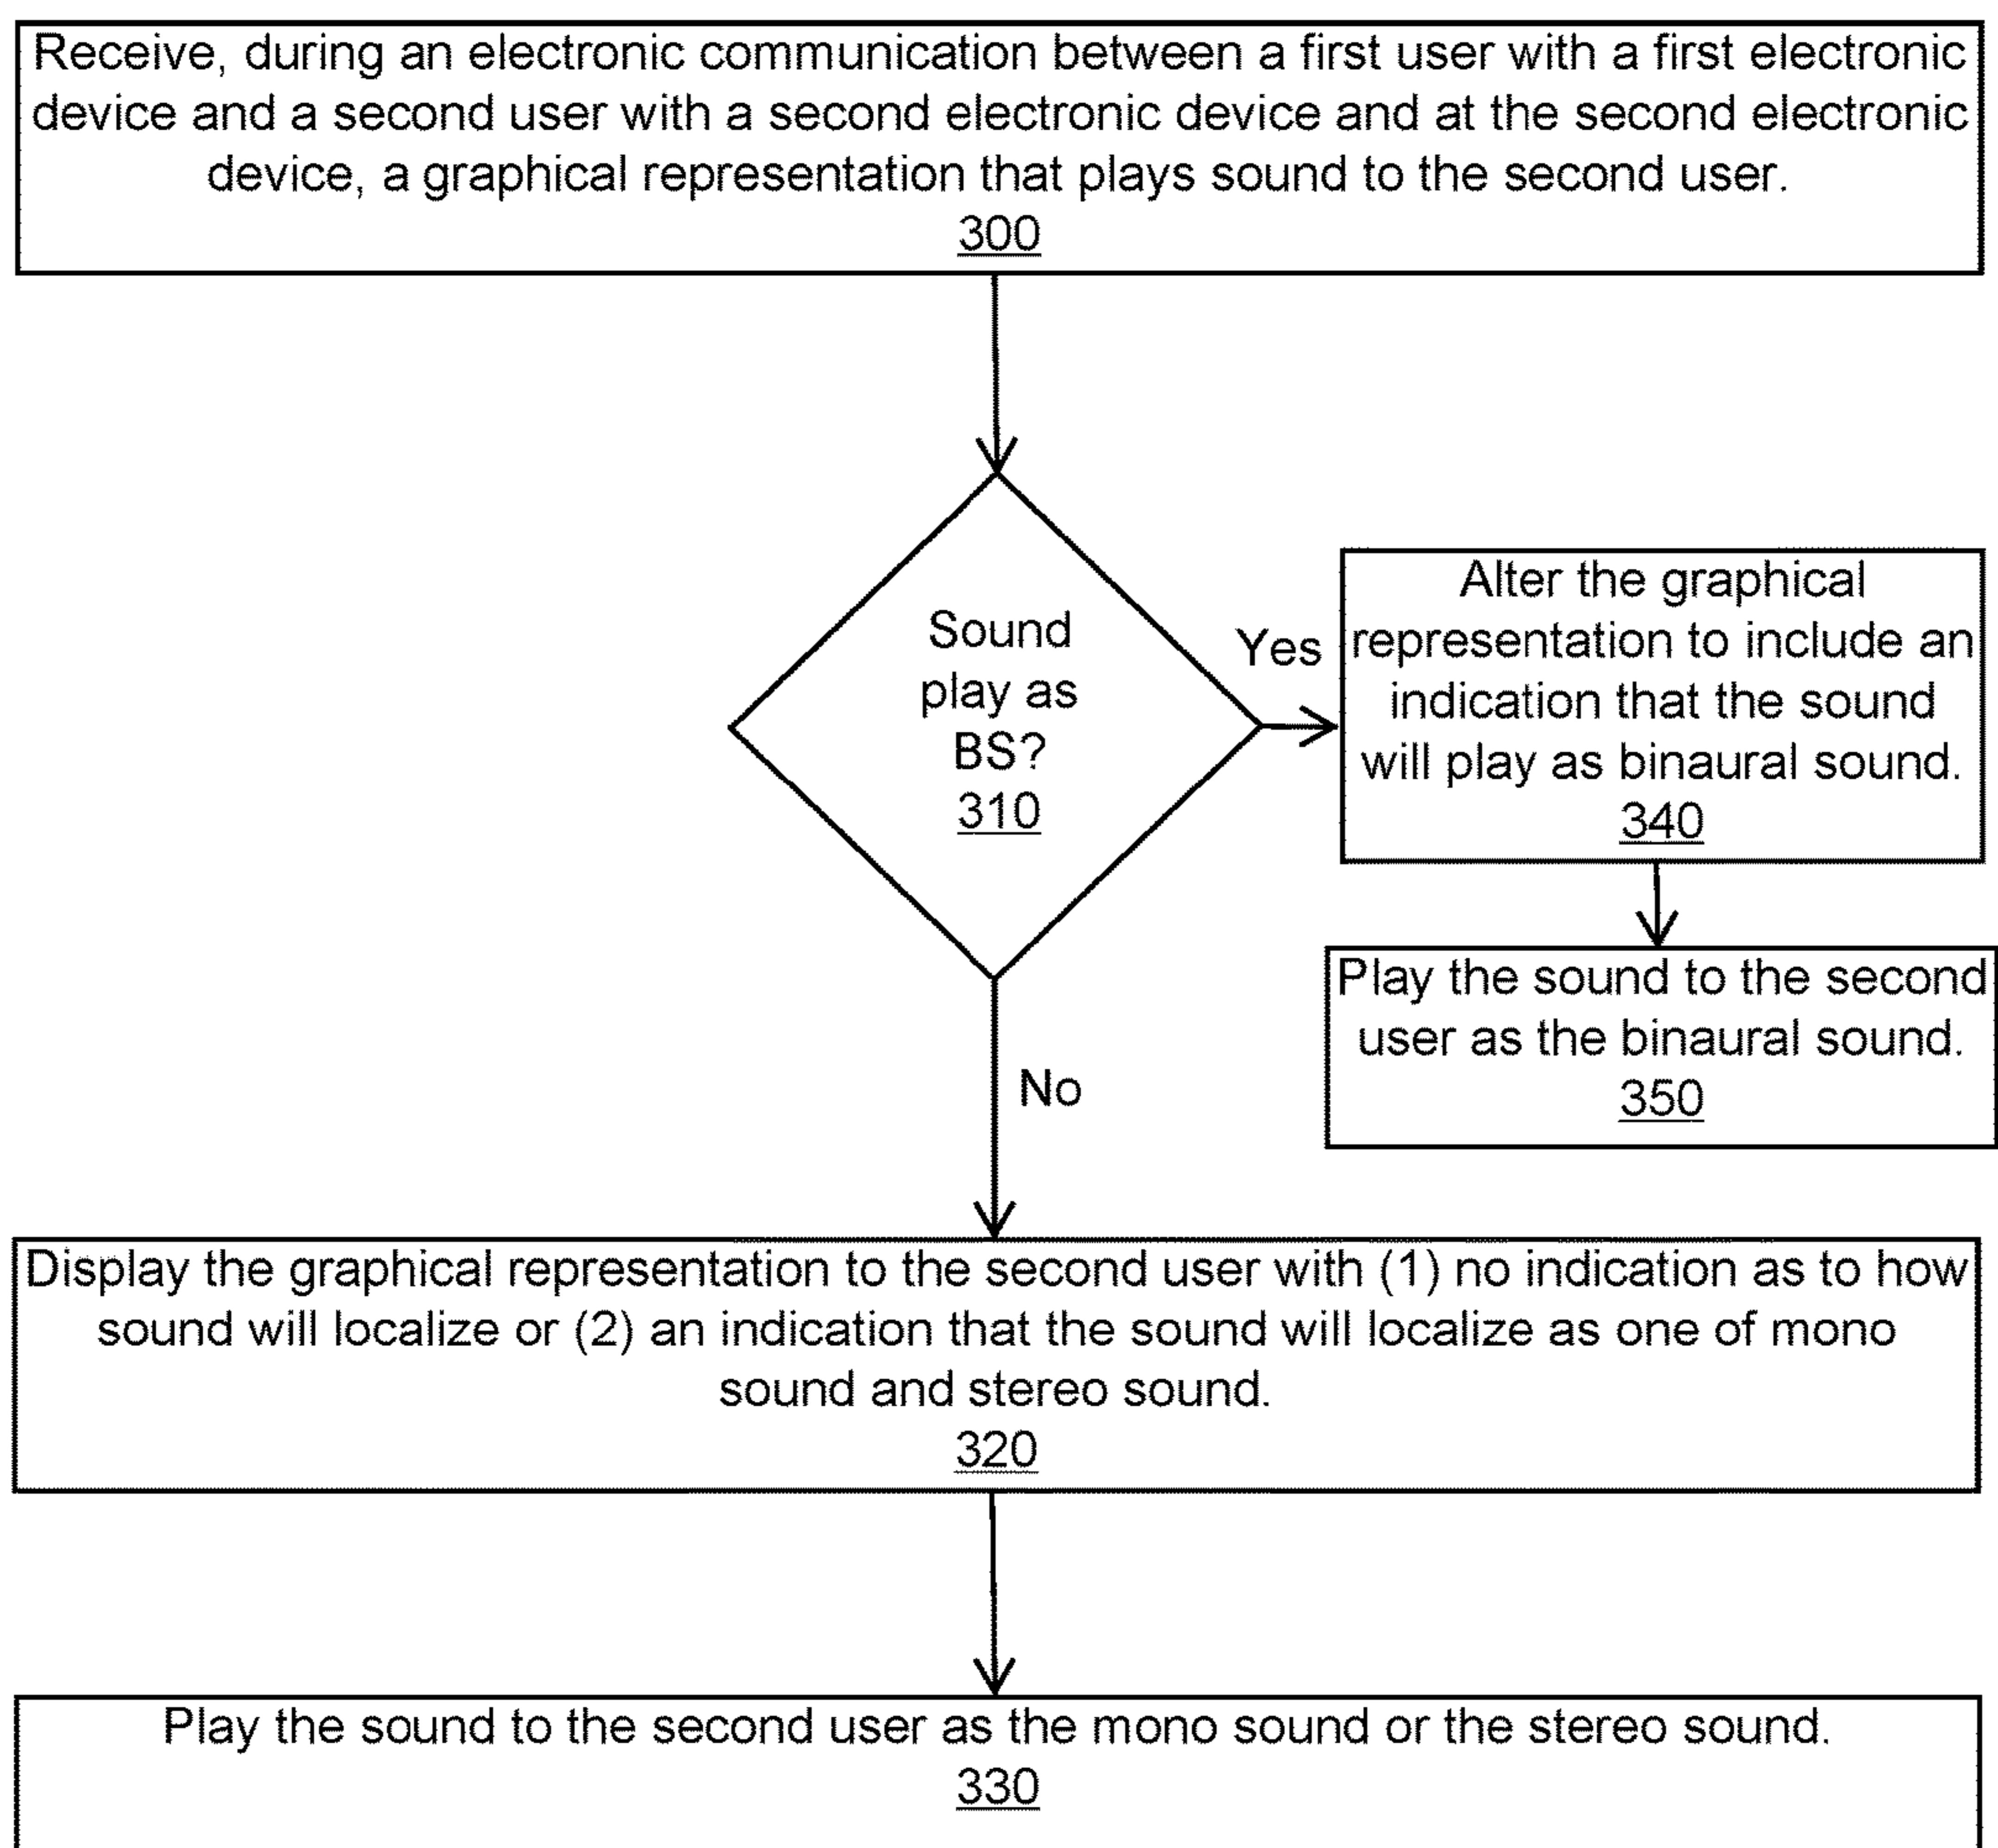 Receive, during an electronic communication between a first user with a first electronic
device and a second user with a second electronic device and at the second electronic
device, a graphical representation that plays sound to the second user.
300
Sound
play as
BS?
310
Yes
Alter the graphical
representation to include an
indication that the sound
will play as binaural sound.
340
Play the sound to the second
user as the binaural sound.
350
No
Display the graphical representation to the second user with (1) no indication as to how
sound will localize or (2) an indication that the sound will localize as one of mono
sound and stereo sound.
320
Play the sound to the second user as the mono sound or the stereo sound.
330